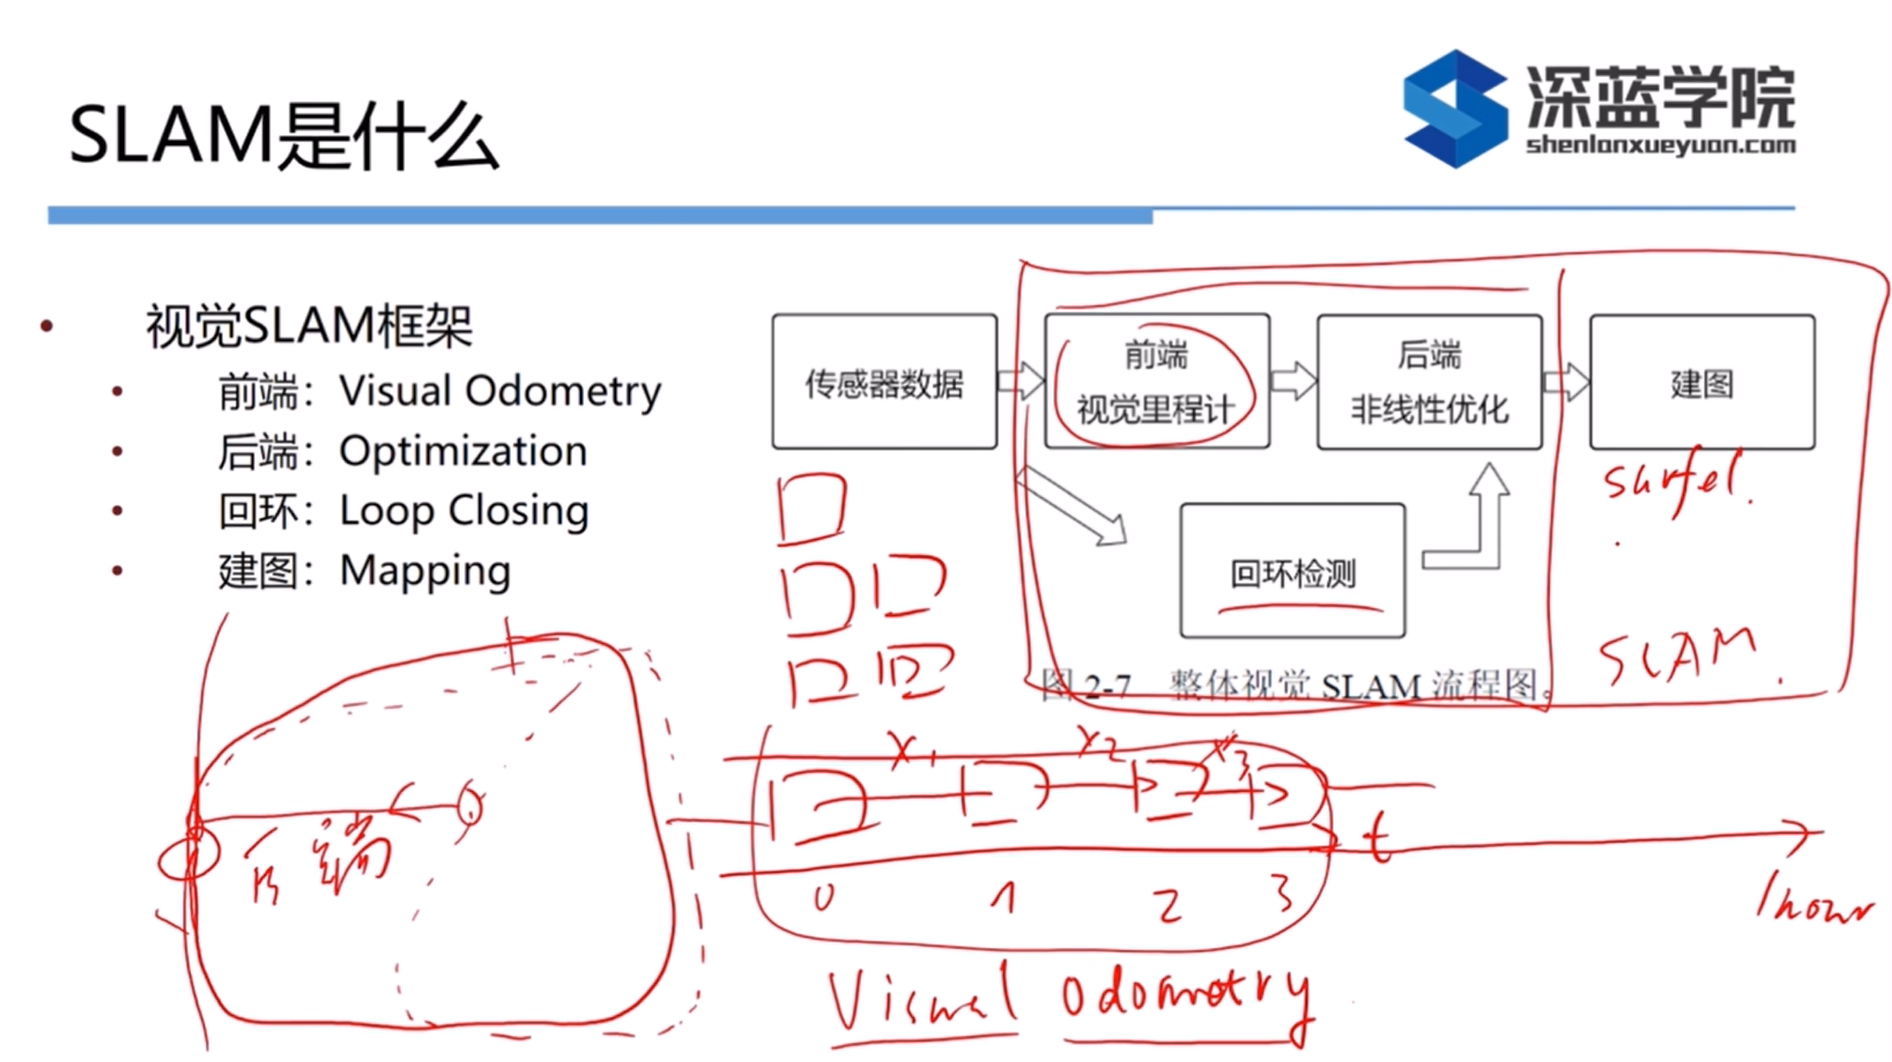 SLAM是什么
深蓝学院
shenlanxueyuan.com
视觉SLAM框架
前端：Visual Odometry
后端：Optimization
回环：Loop Closing
建图：Mapping
传感器数据
前端
视觉里程计
后端
非线性优化
建图
回环检测
surfel.
SLAM.
图 2-7 整体视觉 SLAM 流程图。
X1 X2 X3
后端
t
0 1 2 3
1hour
Visual Odometry